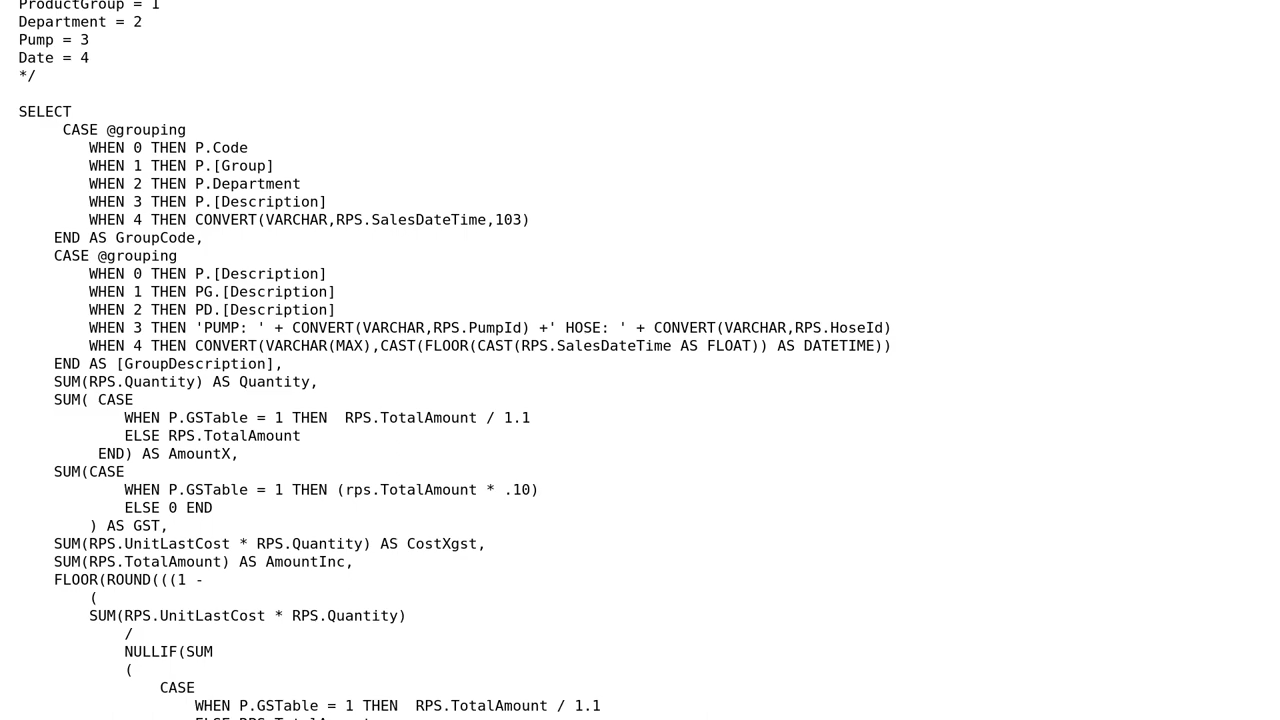 ProductGroup = 1
Department = 2
Pump = 3
Date = 4
*/
SELECT
CASE @grouping
WHEN 0 THEN P.Code
WHEN 1 THEN P.[Group]
WHEN 2 THEN P.Department
WHEN 3 THEN P.[Description]
WHEN 4 THEN CONVERT(VARCHAR,RPS.SalesDateTime,103)
END AS GroupCode,
CASE @grouping
WHEN 0 THEN P.[Description]
WHEN 1 THEN PG.[Description]
WHEN 2 THEN PD.[Description]
WHEN 3 THEN 'PUMP: ' + CONVERT(VARCHAR,RPS.PumpId) +' HOSE: ' + CONVERT(VARCHAR,RPS.HoseId)
WHEN 4 THEN CONVERT(VARCHAR(MAX),CAST(FLOOR(CAST(RPS.SalesDateTime AS FLOAT)) AS DATETIME))
END AS [GroupDescription],
SUM(RPS.Quantity) AS Quantity,
SUM( CASE
WHEN P.GSTable = 1 THEN  RPS.TotalAmount / 1.1
ELSE RPS.TotalAmount
END) AS AmountX,
SUM(CASE
WHEN P.GSTable = 1 THEN (rps.TotalAmount * .10)
ELSE 0 END
) AS GST,
SUM(RPS.UnitLastCost * RPS.Quantity) AS CostXgst,
SUM(RPS.TotalAmount) AS AmountInc,
FLOOR(ROUND(((1 -
(
SUM(RPS.UnitLastCost * RPS.Quantity)
/
NULLIF(SUM
(
CASE
WHEN P.GSTable = 1 THEN  RPS.TotalAmount / 1.1
ELSE RPS.TotalAmount